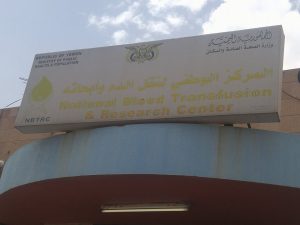 REPUBLIC OF YEMEN
MINISTRY OF PUBLIC
HEALTH & POPULATION
الجمهورية اليمنية
وزارة الصحة العامة والسكان
المركز الوطني لنقل الدم وابحاثه
National Blood Transfusion
& Research Center
NBTRC